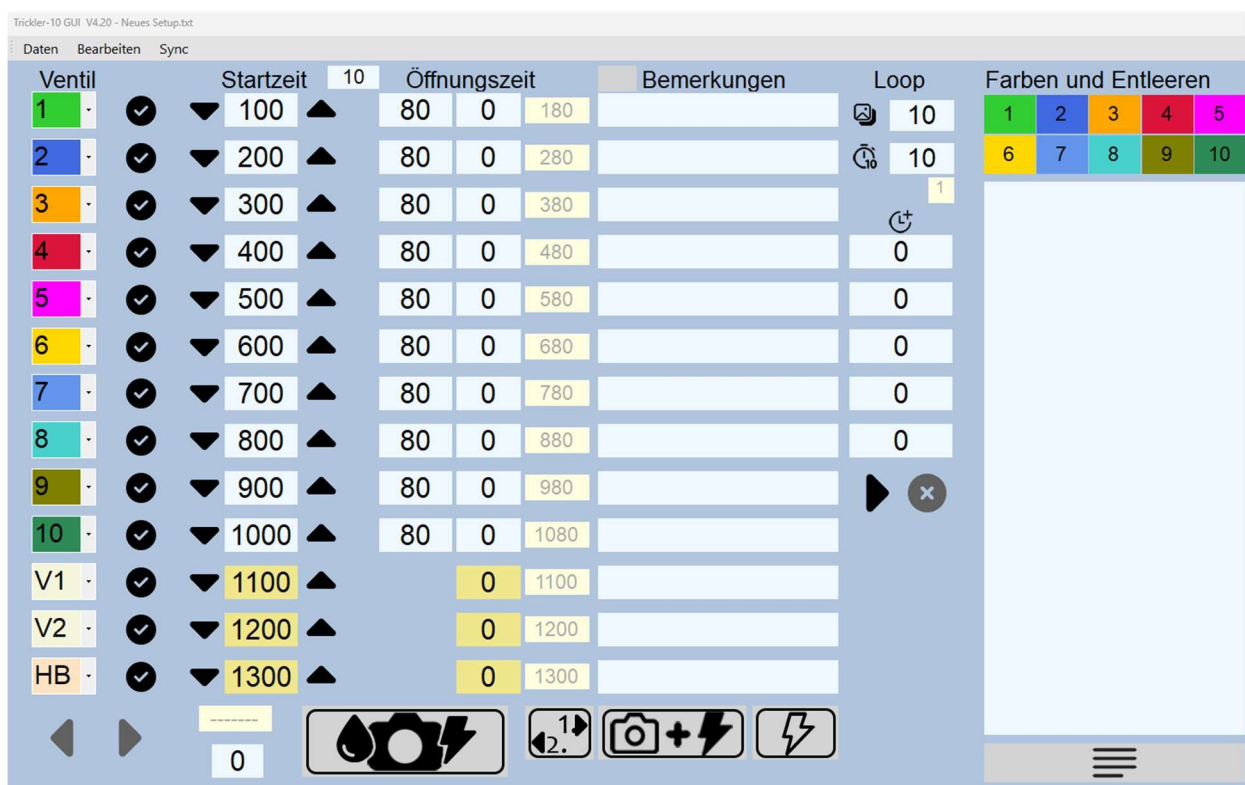 Trickler-10 GUI V4.20 - Neues Setup.txt
Daten Bearbeiten Sync
Ventil Startzeit 10 Öffnungszeit Bemerkungen Loop Farben und Entleeren
1 100 80 0 180 10 1 2 3 4 5
2 200 80 0 280 10 10 6 7 8 9 10
3 300 80 0 380 1
4 400 80 0 480 0
5 500 80 0 580 0
6 600 80 0 680 0
7 700 80 0 780 0
8 800 80 0 880 0
9 900 80 0 980
10 1000 80 0 1080
V1 1100 0 1100
V2 1200 0 1200
HB 1300 0 1300
-------
0 1 2.